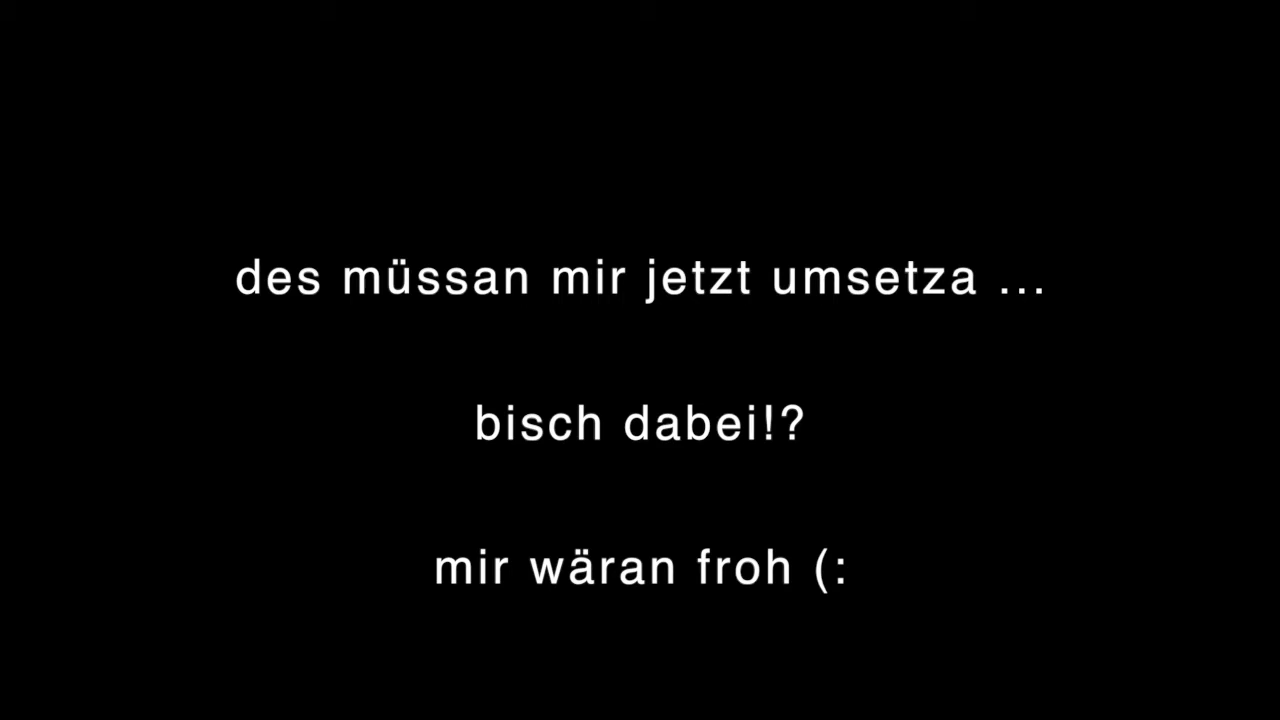 des müssan mir jetzt umsetza ...
bisch dabei!?
mir wäran froh (: